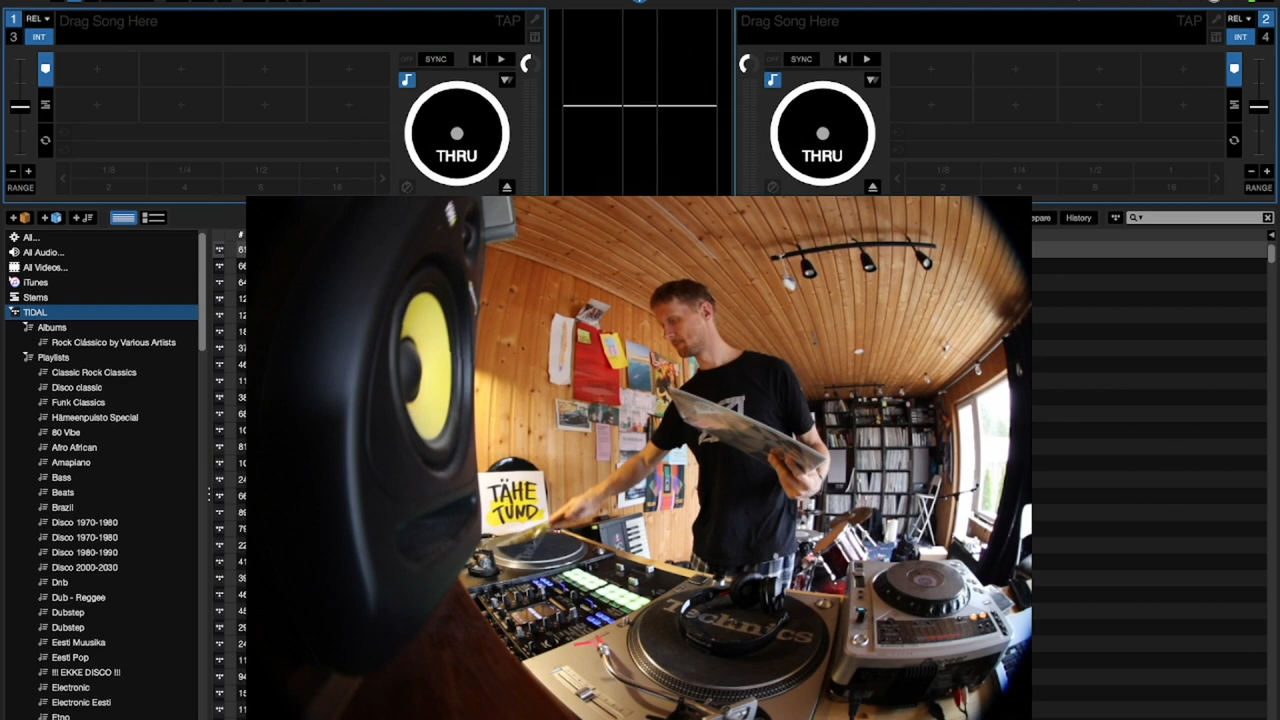 1 REL Drag Song Here TAP
3 INT
OFF SYNC
THRU
1/8 1/4 1/2 1
2 4 8 16
RANGE
Drag Song Here TAP REL 2
INT 4
OFF SYNC
THRU
1/8 1/4 1/2 1
2 4 8 16
RANGE
epare History
#
All...
All Audio...
All Videos...
iTunes
Stems
TIDAL
Albums
Rock Clássico by Various Artists
Playlists
Classic Rock Classics
Disco classic
Funk Classics
Hämeenpuisto Special
80 Vibe
Afro African
Amapiano
Bass
Beats
Brazil
Disco 1970-1980
Disco 1970-1980
Disco 1980-1990
Disco 2000-2030
Dnb
Dub - Reggee
Dubstep
Dubstep
Eesti Muusika
Eesti Pop
!!! EKKE DISCO !!!
Electronic
Electronic Eesti
Etno
TÄHE
TUND
Technics